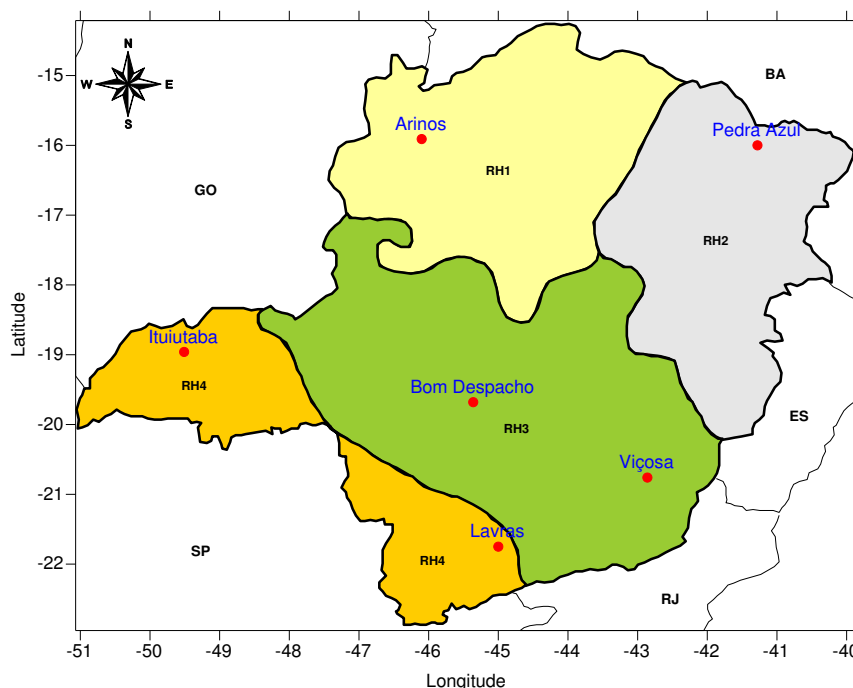 N
W E
S
BA
Arinos
Pedra Azul
RH1
GO
RH2
Ituiutaba
RH4
Bom Despacho
RH3
ES
Viçosa
Lavras
SP
RH4
RJ
-15
-16
-17
-18
-19
-20
-21
-22
Latitude
-51 -50 -49 -48 -47 -46 -45 -44 -43 -42 -41 -40
Longitude